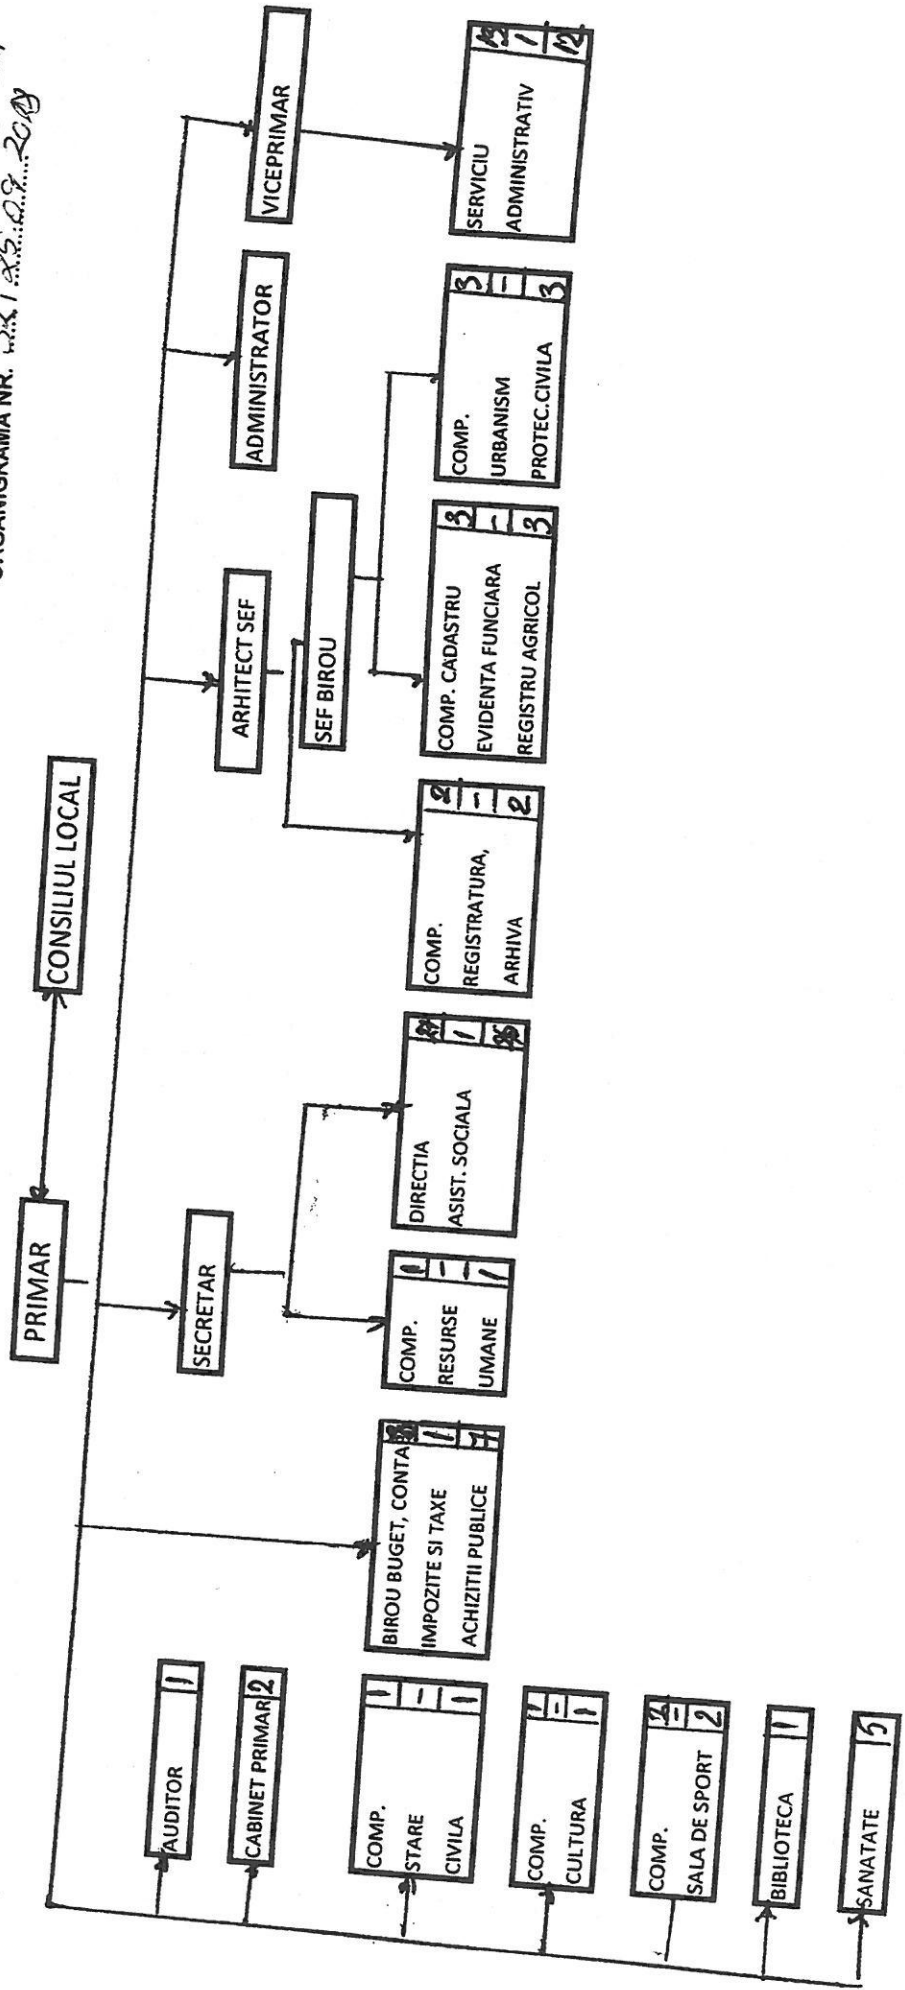 ORGANIGRAMA NR.
PRIMAR
CONSILIUL LOCAL
SECRETAR
ARHITECT SEF
ADMINISTRATOR
VICEPRIMAR
SEF BIROU
AUDITOR 1
CABINET PRIMAR 2
COMP. 1
STARE -
CIVILA 1
COMP.
CULTURA 1
COMP.
SALA DE SPORT 2
BIBLIOTECA 1
SANATATE 5
BIROU BUGET, CONTA
IMPOZITE SI TAXE 1
ACHIZITII PUBLICE 7
COMP. 1
RESURSE -
UMANE 1
DIRECTIA
ASIST. SOCIALA 1
COMP. 2
REGISTRATURA, -
ARHIVA 2
COMP. CADASTRU 3
EVIDENTA FUNCIARA -
REGISTRU AGRICOL 3
COMP. 3
URBANISM -
PROTEC.CIVILA 3
SERVICIU 13
ADMINISTRATIV 1
12